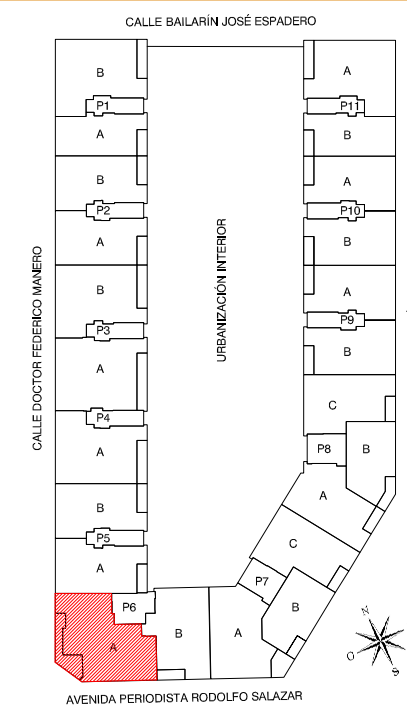 CALLE BAILARÍN JOSÉ ESPADERO
B
A
P1
P11
A
B
B
A
P2
P10
A
B
CALLE DOCTOR FEDERICO MANERO
URBANIZACIÓN INTERIOR
B
A
P3
P9
A
B
C
P4
P8
B
A
A
B
P5
C
A
P7
P6
B
A
B
A
N
O
S
AVENIDA PERIODISTA RODOLFO SALAZAR